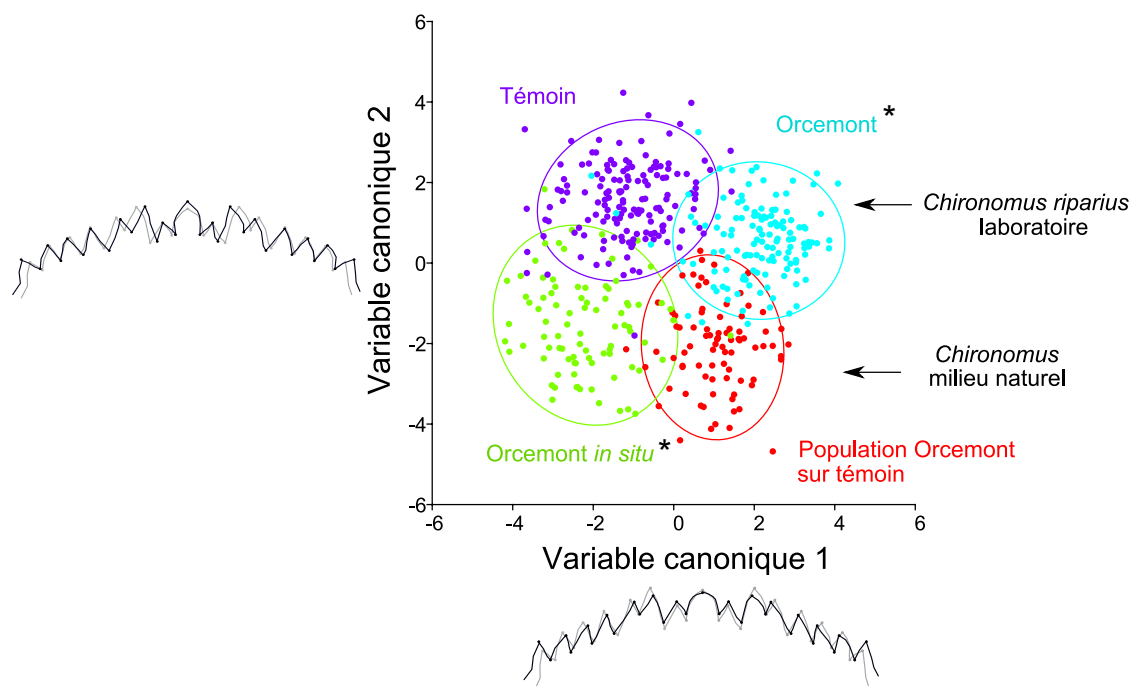 6
4
2
0
-2
-4
-6
Variable canonique 2
Témoin
Orcemont *
Chironomus riparius
laboratoire
Chironomus
milieu naturel
Orcemont in situ *
Population Orcemont
sur témoin
-6 -4 -2 0 2 4 6
Variable canonique 1